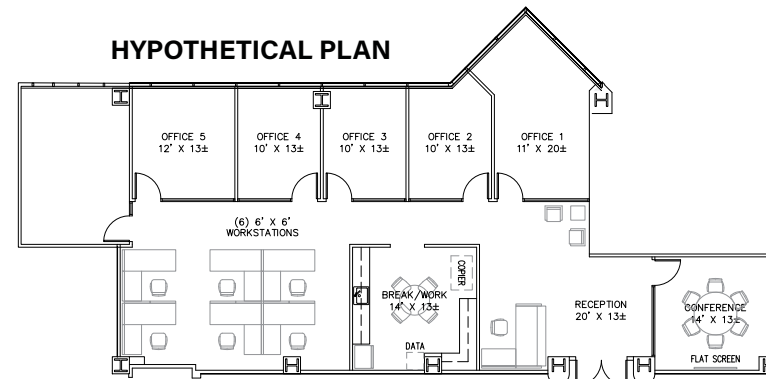 HYPOTHETICAL PLAN
OFFICE 5
12' X 13±
OFFICE 4
10' X 13±
OFFICE 3
10' X 13±
OFFICE 2
10' X 13±
OFFICE 1
11' X 20±
(6) 6' X 6'
WORKSTATIONS
COPIER
BREAK/WORK
14' X 13±
DATA
RECEPTION
20' X 13±
CONFERENCE
14' X 13±
FLAT SCREEN